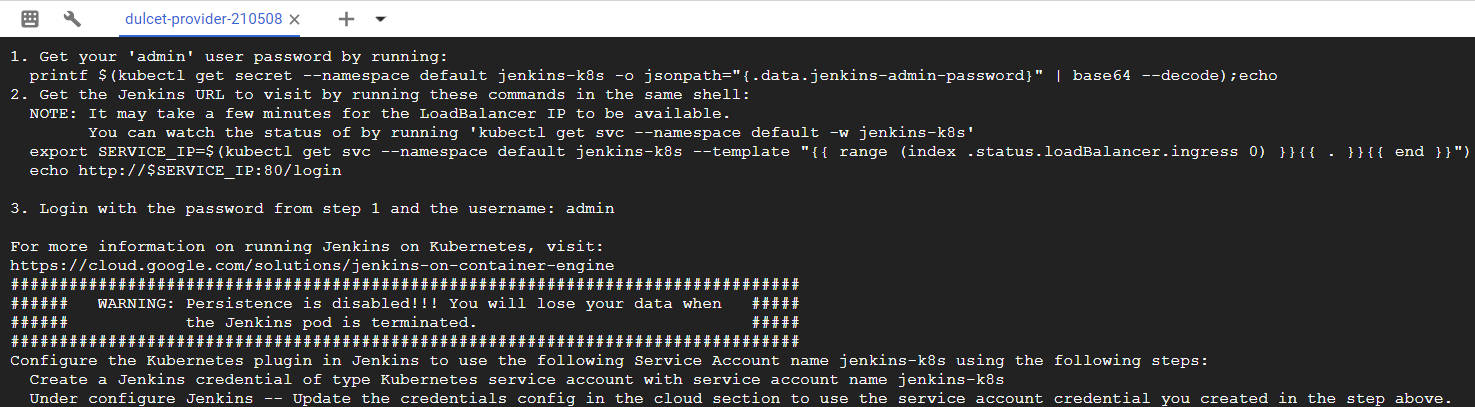 dulcet-provider-210508
1. Get your 'admin' user password by running:
  printf $(kubectl get secret --namespace default jenkins-k8s -o jsonpath="{.data.jenkins-admin-password}" | base64 --decode);echo
2. Get the Jenkins URL to visit by running these commands in the same shell:
  NOTE: It may take a few minutes for the LoadBalancer IP to be available.
        You can watch the status of by running 'kubectl get svc --namespace default -w jenkins-k8s'
  export SERVICE_IP=$(kubectl get svc --namespace default jenkins-k8s --template "{{ range (index .status.loadBalancer.ingress 0) }}{{ . }}{{ end }}")
  echo http://$SERVICE_IP:80/login
3. Login with the password from step 1 and the username: admin
For more information on running Jenkins on Kubernetes, visit:
https://cloud.google.com/solutions/jenkins-on-container-engine
#################################################################################
######   WARNING: Persistence is disabled!!! You will lose your data when   #####
######            the Jenkins pod is terminated.                            #####
#################################################################################
Configure the Kubernetes plugin in Jenkins to use the following Service Account name jenkins-k8s using the following steps:
  Create a Jenkins credential of type Kubernetes service account with service account name jenkins-k8s
  Under configure Jenkins -- Update the credentials config in the cloud section to use the service account credential you created in the step above.